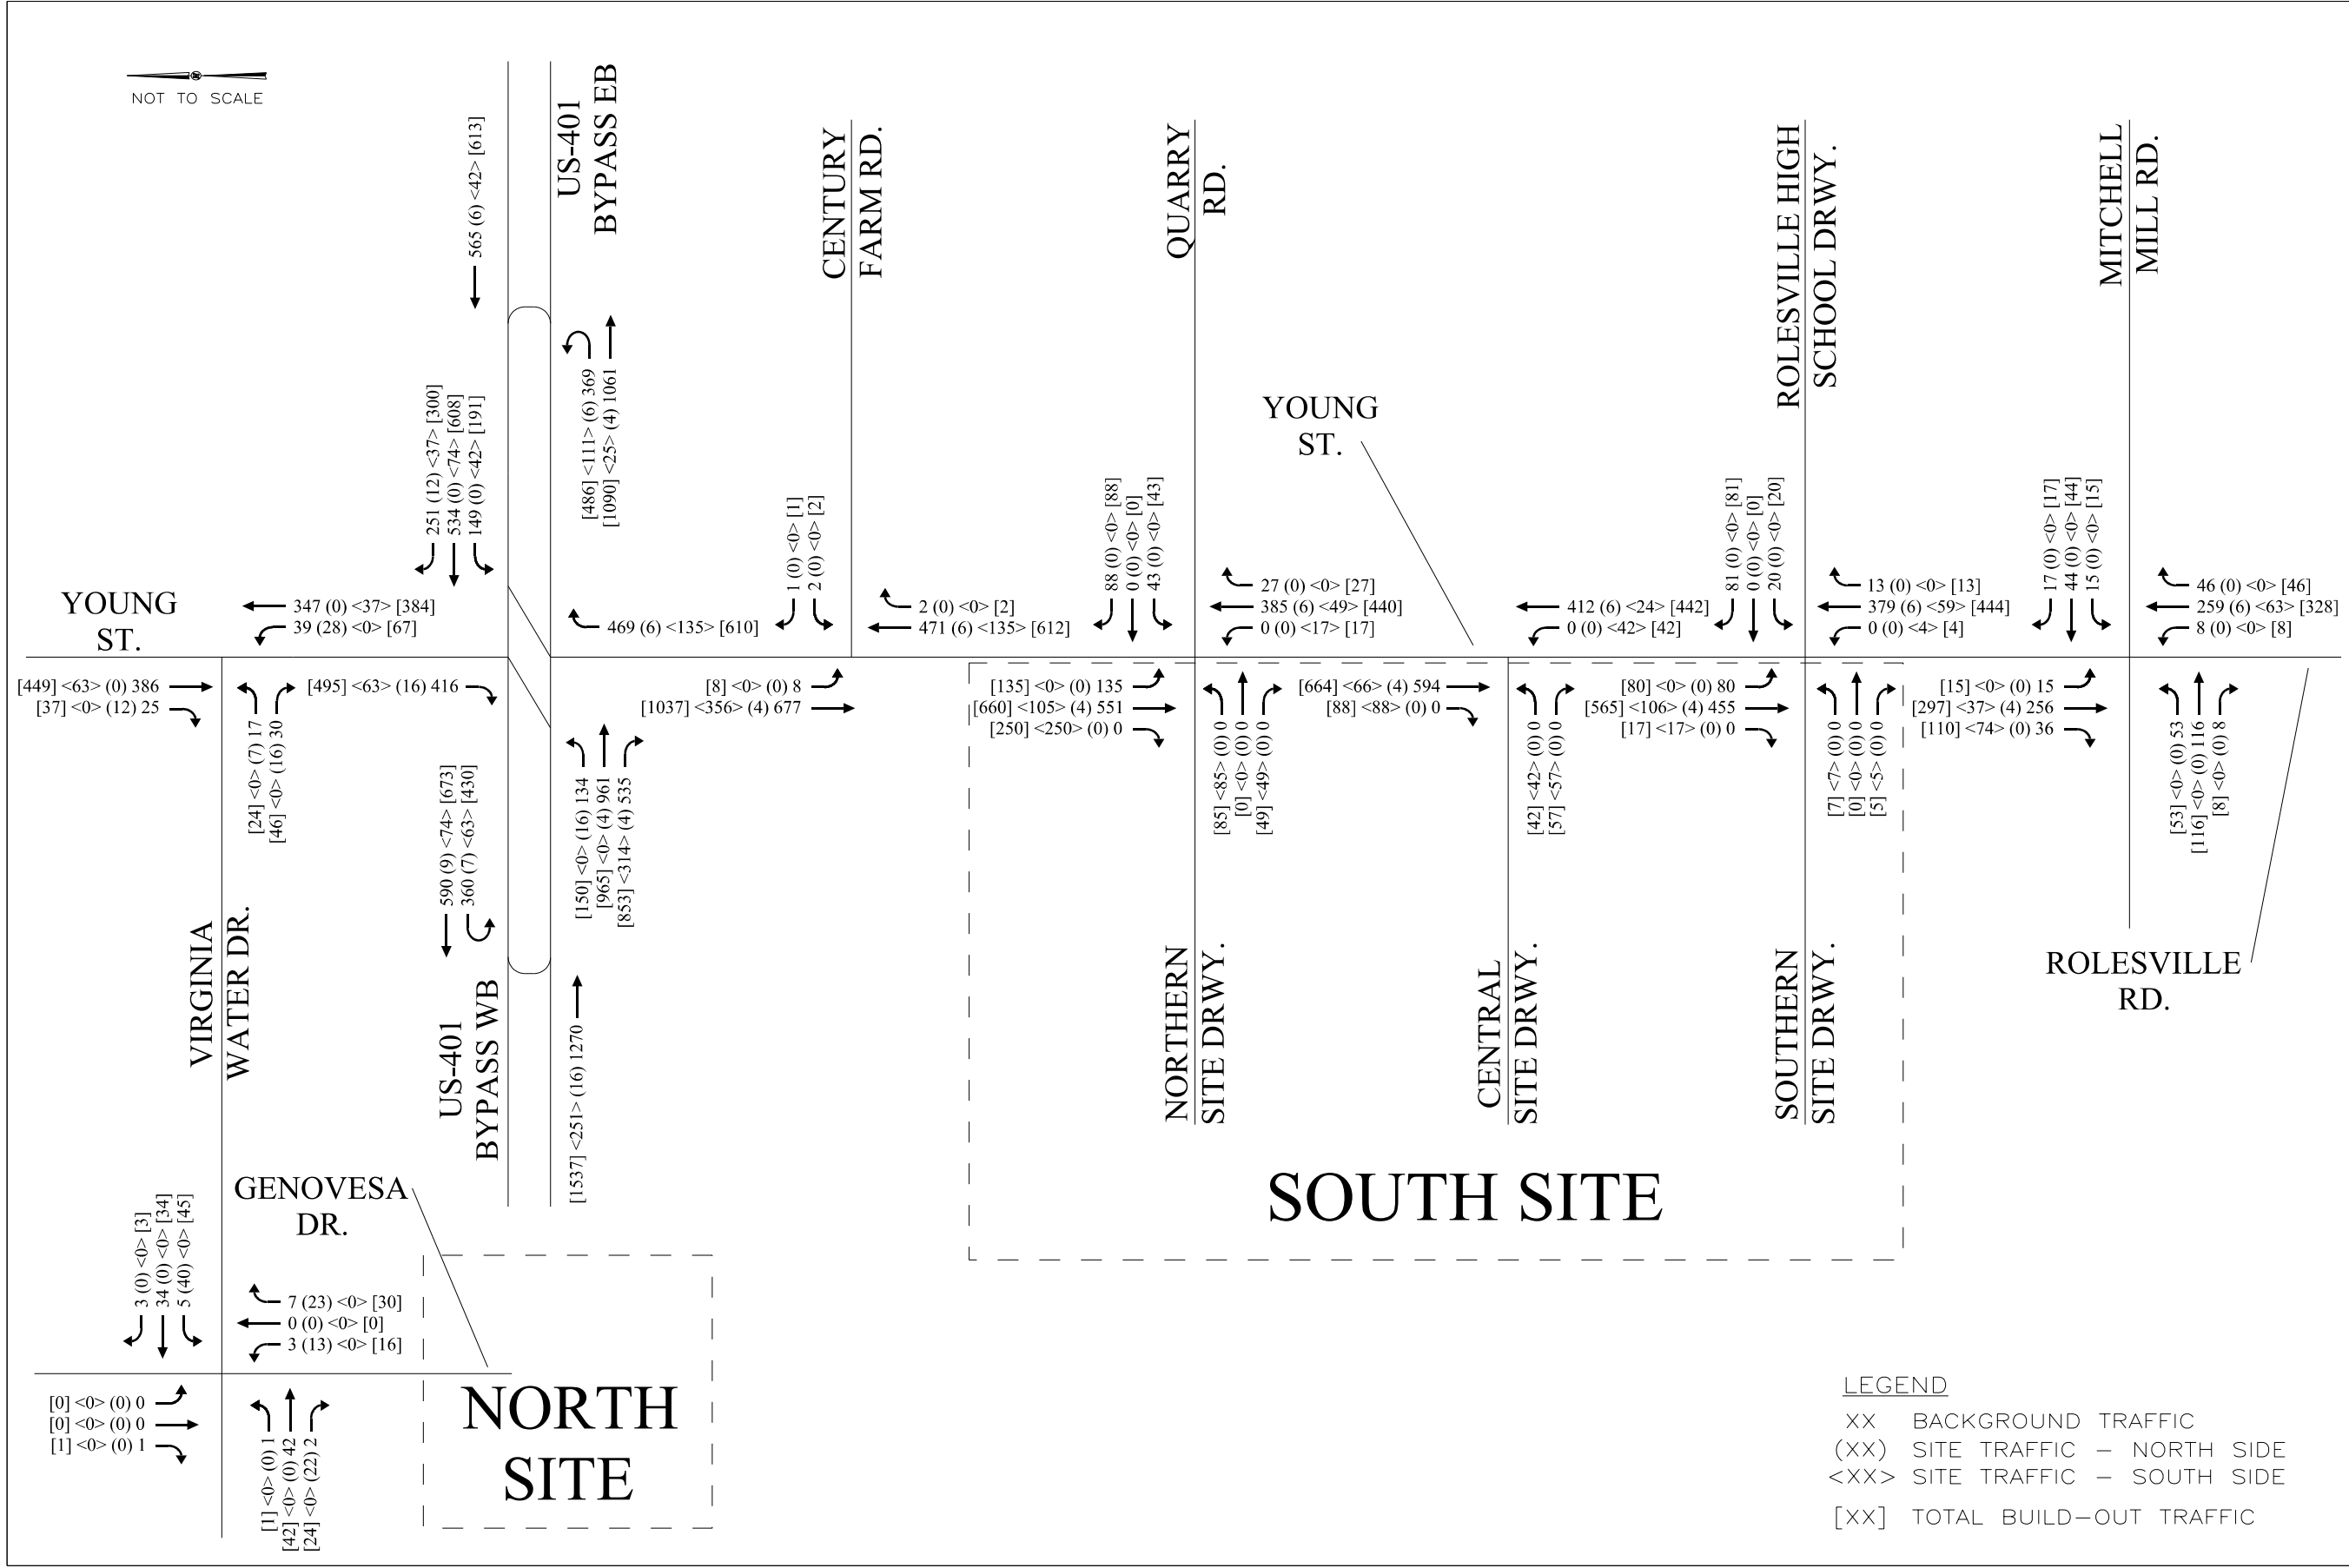 NOT TO SCALE
565 (6) <42> [613]
US-401
BYPASS EB
CENTURY
FARM RD.
QUARRY
RD.
ROLESVILLE HIGH
SCHOOL DRWY.
MITCHELL
MILL RD.
[486] <111> (6) 369
[1090] <25> (4) 1061
251 (12) <37> [300]
534 (0) <74> [608]
149 (0) <42> [191]
YOUNG
ST.
1 (0) <0> [1]
2 (0) <0> [2]
88 (0) <0> [88]
0 (0) <0> [0]
43 (0) <0> [43]
81 (0) <0> [81]
0 (0) <0> [0]
20 (0) <0> [20]
17 (0) <0> [17]
44 (0) <0> [44]
15 (0) <0> [15]
YOUNG
ST.
347 (0) <37> [384]
39 (28) <0> [67]
469 (6) <135> [610]
2 (0) <0> [2]
471 (6) <135> [612]
27 (0) <0> [27]
385 (6) <49> [440]
0 (0) <17> [17]
412 (6) <24> [442]
0 (0) <42> [42]
13 (0) <0> [13]
379 (6) <59> [444]
0 (0) <4> [4]
46 (0) <0> [46]
259 (6) <63> [328]
8 (0) <0> [8]
[449] <63> (0) 386
[37] <0> (12) 25
[24] <0> (7) 17
[46] <0> (16) 30
[495] <63> (16) 416
[8] <0> (0) 8
[1037] <356> (4) 677
[135] <0> (0) 135
[660] <105> (4) 551
[250] <250> (0) 0
[85] <85> (0) 0
[0] <0> (0) 0
[49] <49> (0) 0
[664] <66> (4) 594
[88] <88> (0) 0
[42] <42> (0) 0
[57] <57> (0) 0
[80] <0> (0) 80
[565] <106> (4) 455
[17] <17> (0) 0
[7] <7> (0) 0
[0] <0> (0) 0
[5] <5> (0) 0
[15] <0> (0) 15
[297] <37> (4) 256
[110] <74> (0) 36
[53] <0> (0) 53
[116] <0> (0) 116
[8] <0> (0) 8
590 (9) <74> [673]
360 (7) <63> [430]
[150] <0> (16) 134
[965] <0> (4) 961
[853] <314> (4) 535
VIRGINIA
WATER DR.
US-401
BYPASS WB
[1537] <251> (16) 1270
NORTHERN
SITE DRWY.
CENTRAL
SITE DRWY.
SOUTHERN
SITE DRWY.
ROLESVILLE
RD.
SOUTH SITE
GENOVESA
DR.
3 (0) <0> [3]
34 (0) <0> [34]
5 (40) <0> [45]
7 (23) <0> [30]
0 (0) <0> [0]
3 (13) <0> [16]
[0] <0> (0) 0
[0] <0> (0) 0
[1] <0> (0) 1
[1] <0> (0) 1
[42] <0> (0) 42
[24] <0> (22) 2
NORTH
SITE
LEGEND
XX BACKGROUND TRAFFIC
(XX) SITE TRAFFIC – NORTH SIDE
<XX> SITE TRAFFIC – SOUTH SIDE
[XX] TOTAL BUILD–OUT TRAFFIC